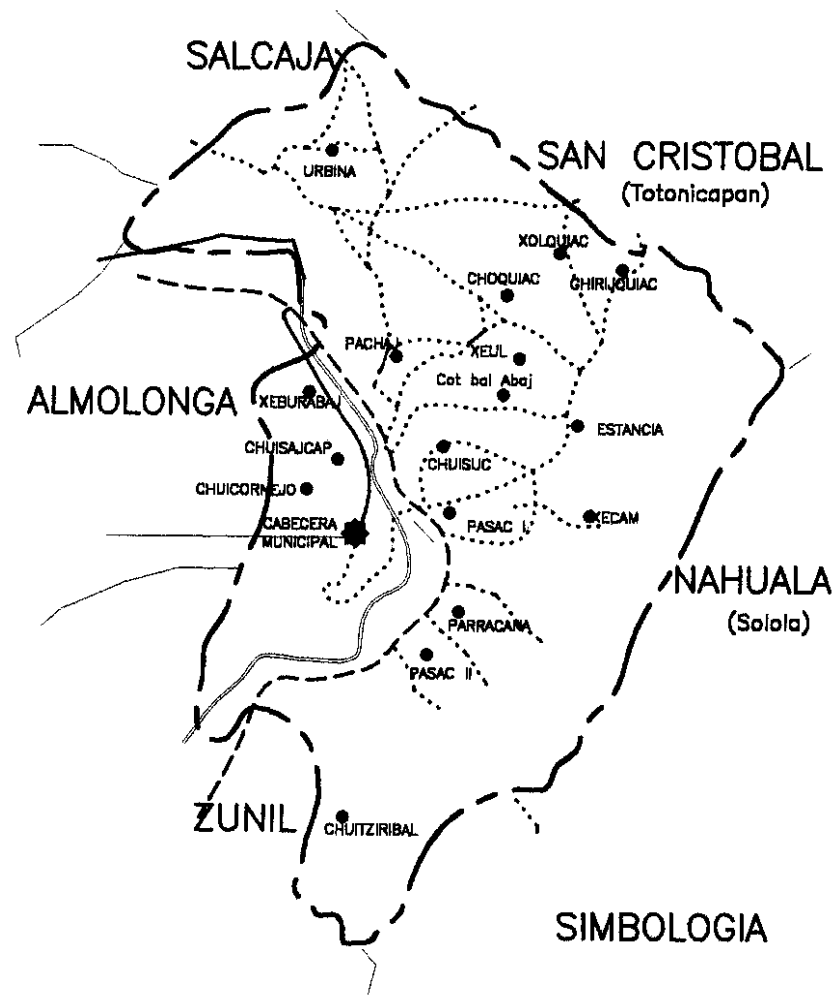 SALCAJA
SAN CRISTOBAL
(Totonicapan)
URBINA
XOLQUIAC
CHOQUIAC
CHIRIJQUIAC
PACHAJ
XEUL
Cot bal Abaj
ALMOLONGA
XEBURABAJ
ESTANCIA
CHUISAJCAP
CHUISUC
CHUICORNEJO
CABECERA
MUNICIPAL
PASAC I
XECAM
NAHUALA
(Solola)
PARRACANA
PASAC II
ZUNIL
CHUITZIRIBAL
SIMBOLOGIA